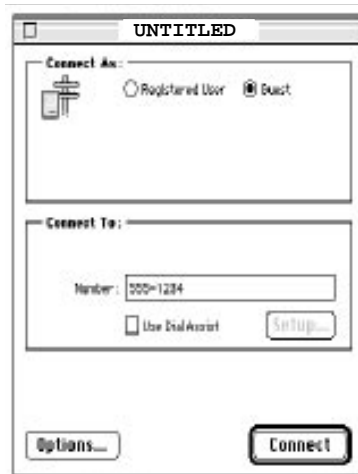 UNTITLED
Connect As:
Registered User Guest
Connect To:
Number: 555-1234
Use DialAssist Setup...
Options... Connect